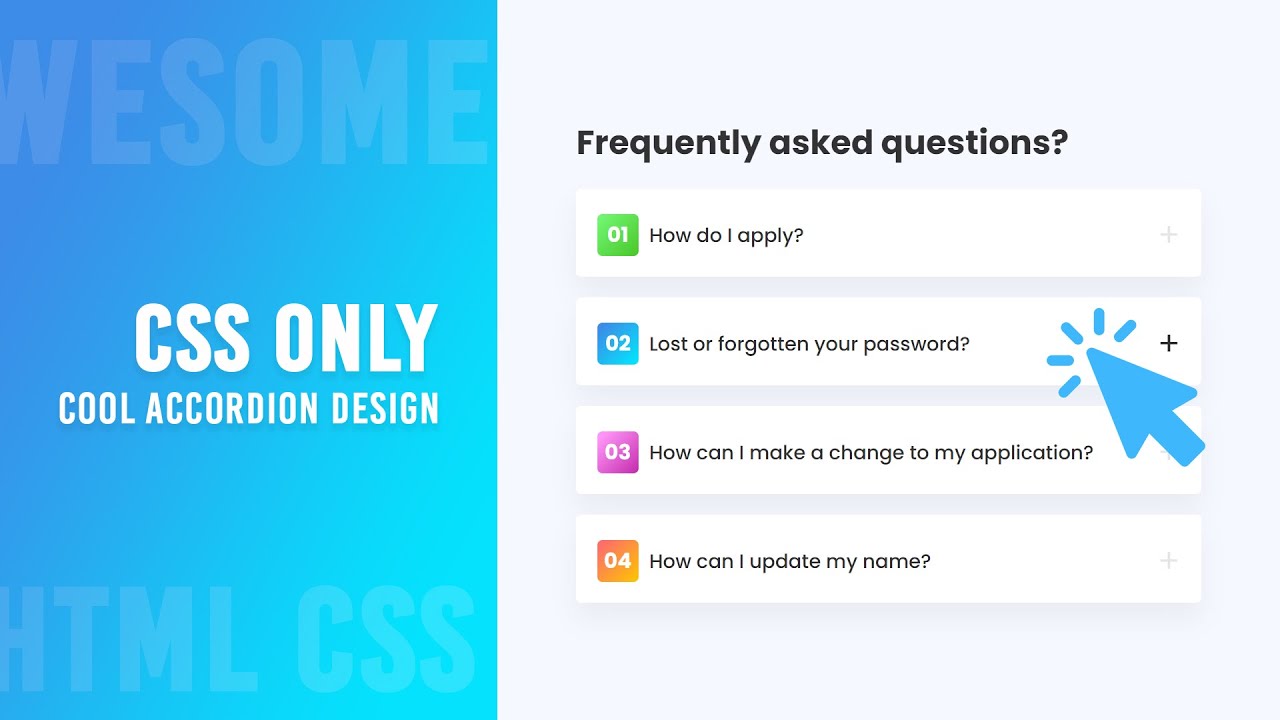 WESOME
CSS ONLY
COOL ACCORDION DESIGN
HTML CSS
Frequently asked questions?
01 How do I apply? +
02 Lost or forgotten your password? +
03 How can I make a change to my application? +
04 How can I update my name? +